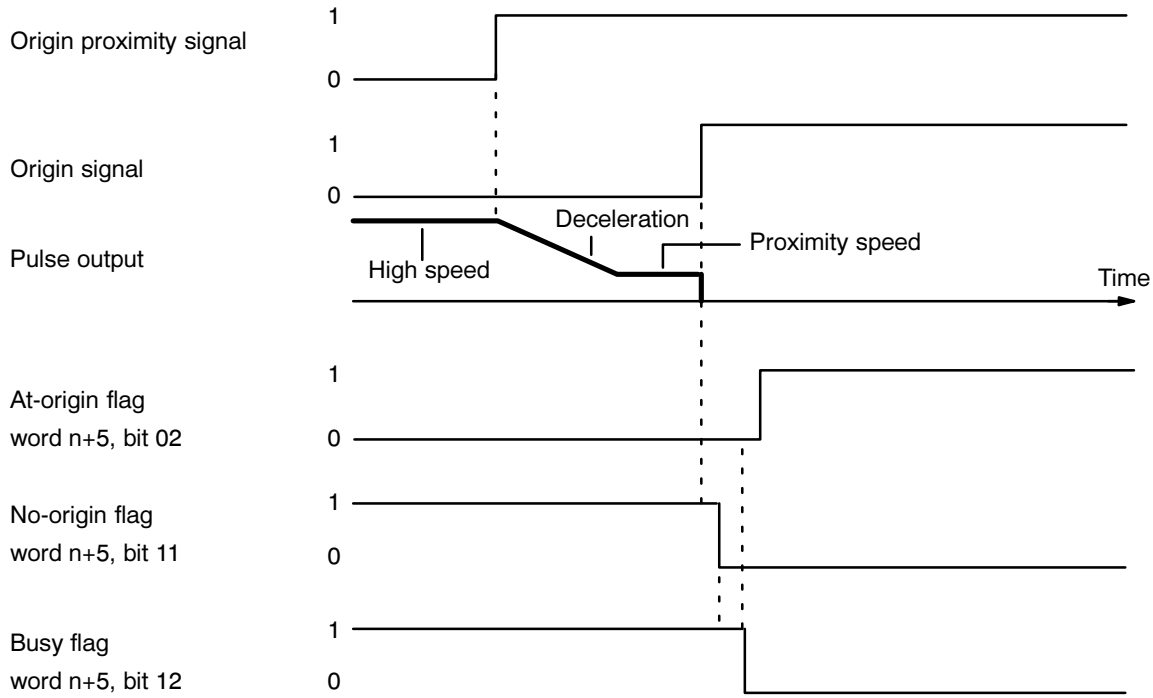 Origin proximity signal
1
0
Origin signal
1
0
Pulse output
High speed
Deceleration
Proximity speed
Time
At-origin flag
word n+5, bit 02
1
0
No-origin flag
word n+5, bit 11
1
0
Busy flag
word n+5, bit 12
1
0